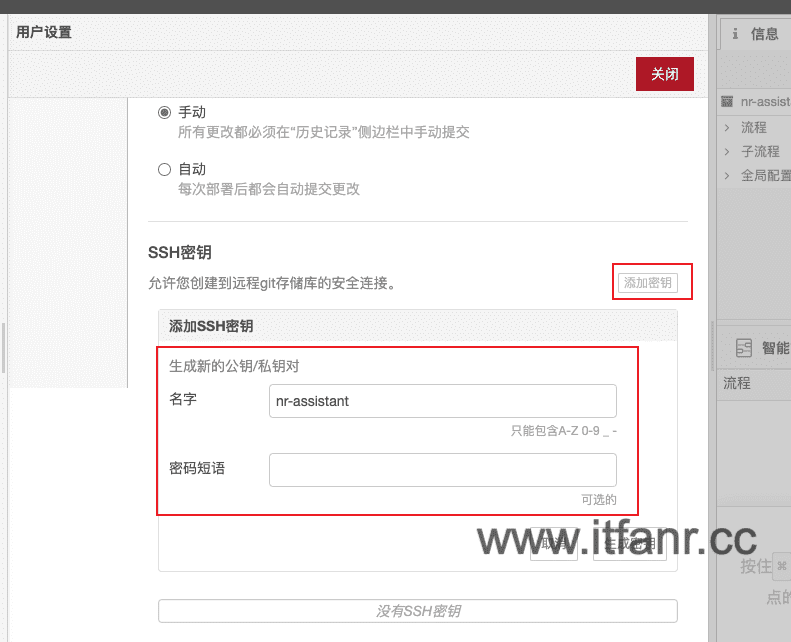 用户设置
信息
关闭
nr-assist
手动
流程
所有更改都必须在“历史记录”侧边栏中手动提交
子流程
自动
全局配置
每次部署后都会自动提交更改
SSH密钥
允许您创建到远程git存储库的安全连接。
添加密钥
添加SSH密钥
智能
生成新的公钥/私钥对
流程
名字
nr-assistant
只能包含A-Z 0-9 _ -
密码短语
可选的
www.itfanr.cc
取消
生成密钥
按住 ⌘
点的
没有SSH密钥